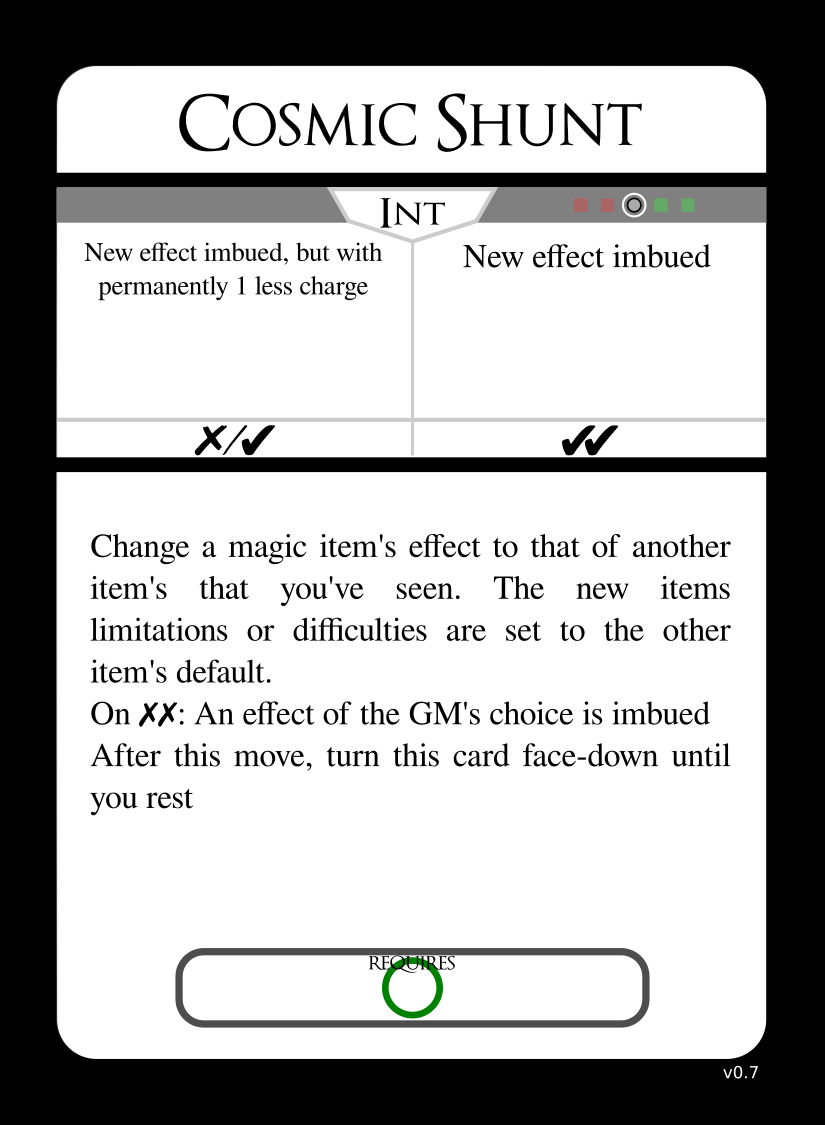 Cosmic Shunt
Int
New effect imbued, but with
permanently 1 less charge
New effect imbued
✗/✔
✔✔
Change a magic item's effect to that of another
item's that you've seen. The new items
limitations or difficulties are set to the other
item's default.
On ✗✗: An effect of the GM's choice is imbued
After this move, turn this card face-down until
you rest
REQUIRES
v0.7